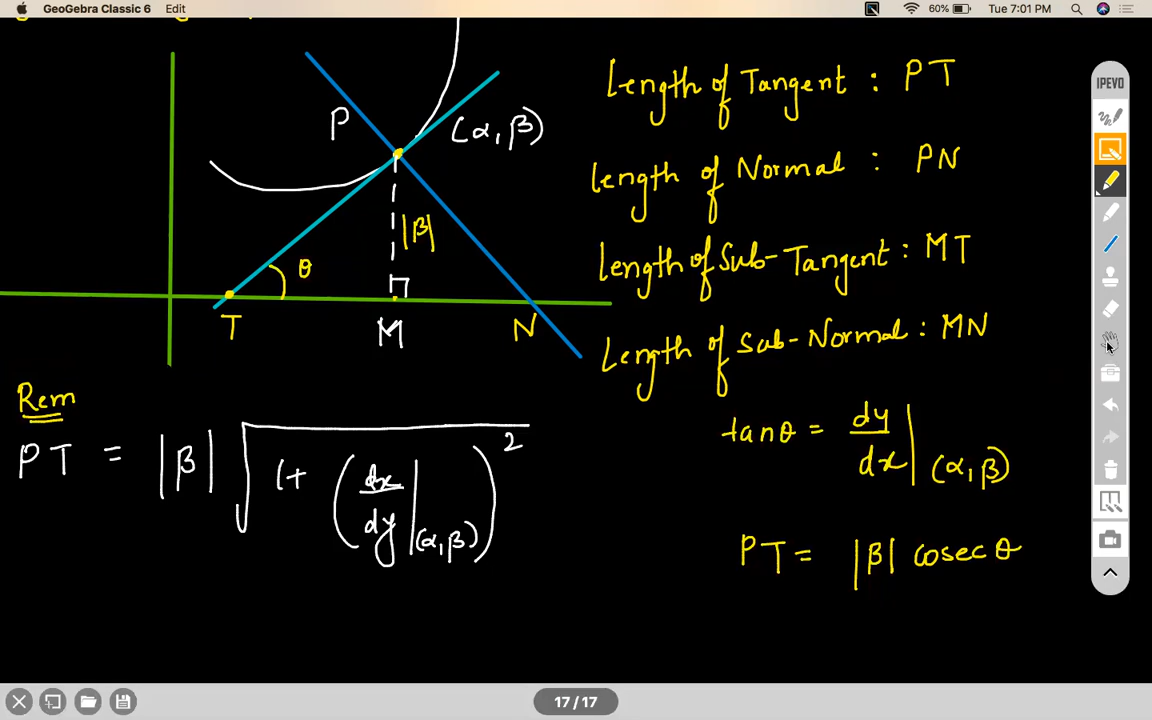 GeoGebra Classic 6 Edit 60% Tue 7:01 PM
IPEVO
Length of Tangent : PT
P (α, β)
Length of Normal : PN
|β|
Length of Sub-Tangent : MT
θ
T M N
Length of Sub-Normal : MN
Rem
tanθ = dy/dx|(α, β)
PT = |β| √(1+ (dx/dy|(α, β))²)
PT = |β| cosec θ
17 / 17